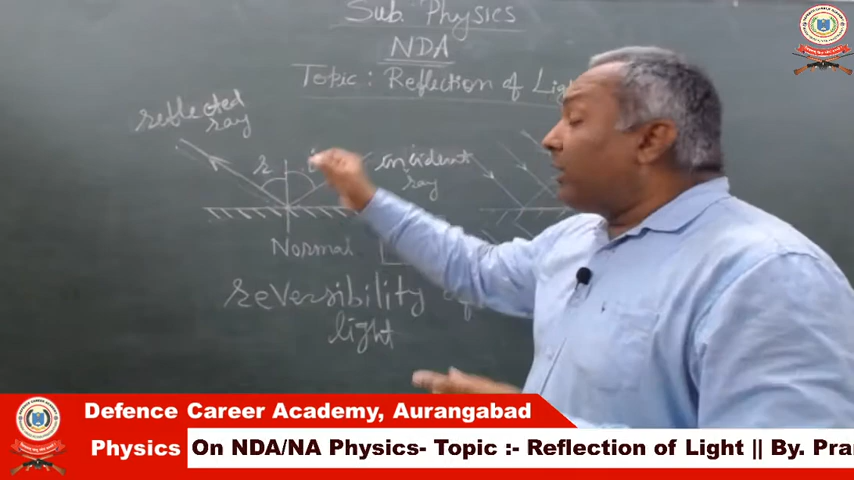 Sub. Physics
NDA
Topic : Reflection of Ligh
reflected
ray
r
i
incident
ray
Normal
reversibility of
light
Defence Career Academy, Aurangabad
Physics On NDA/NA Physics- Topic :- Reflection of Light || By. Pra